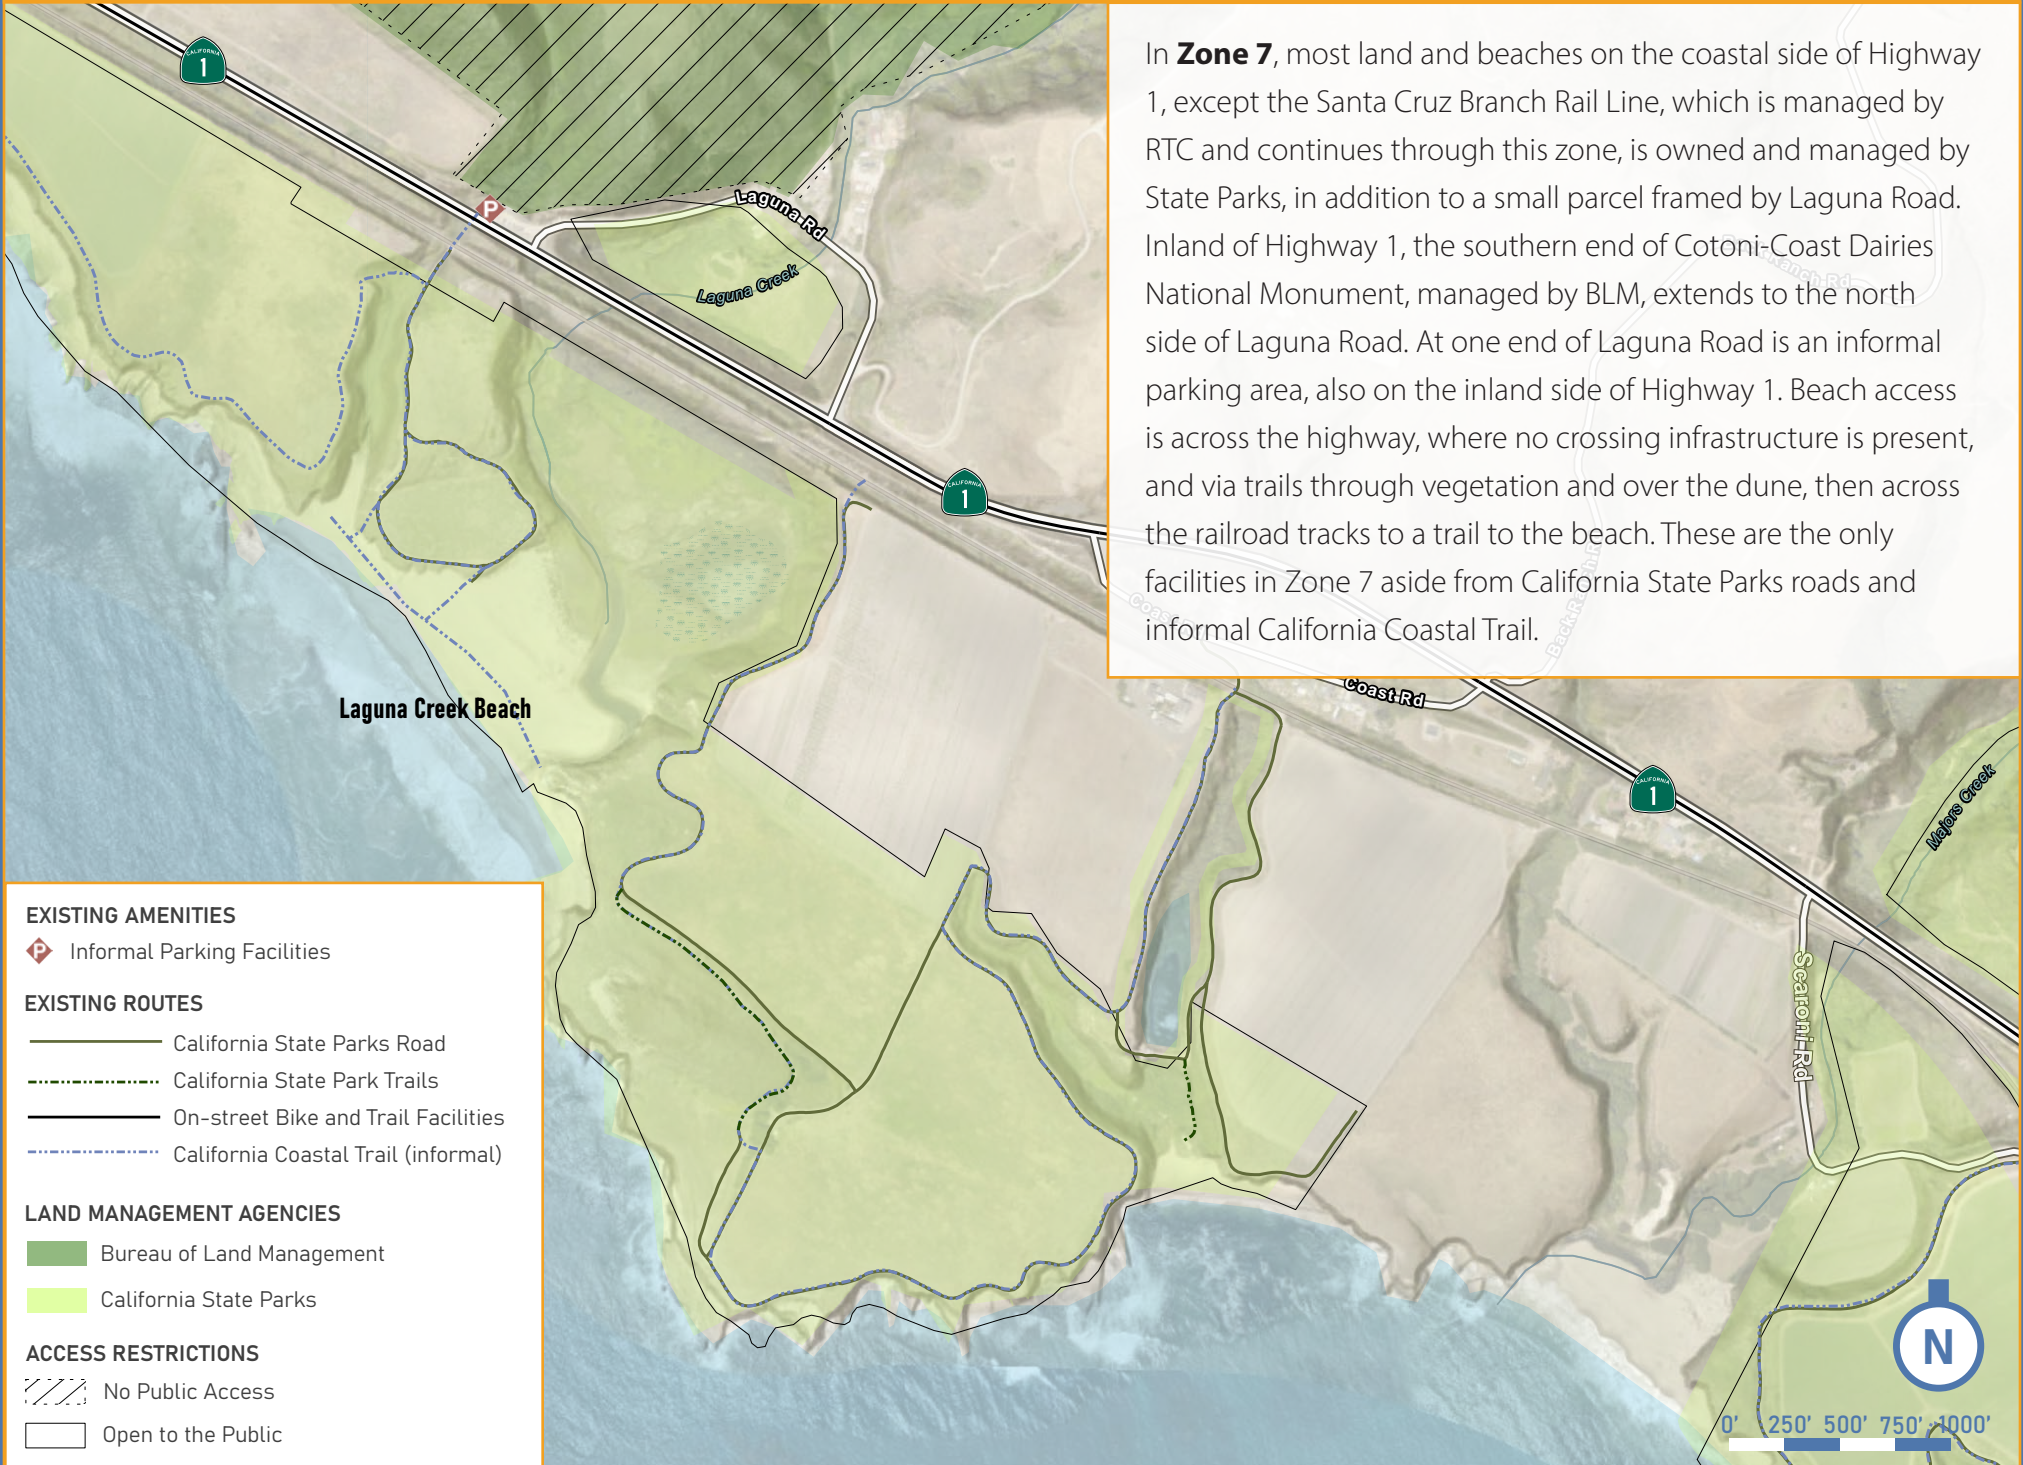 In Zone 7, most land and beaches on the coastal side of Highway
1, except the Santa Cruz Branch Rail Line, which is managed by
RTC and continues through this zone, is owned and managed by
State Parks, in addition to a small parcel framed by Laguna Road.
Inland of Highway 1, the southern end of Cotoni-Coast Dairies
National Monument, managed by BLM, extends to the north
side of Laguna Road. At one end of Laguna Road is an informal
parking area, also on the inland side of Highway 1. Beach access
is across the highway, where no crossing infrastructure is present,
and via trails through vegetation and over the dune, then across
the railroad tracks to a trail to the beach. These are the only
facilities in Zone 7 aside from California State Parks roads and
informal California Coastal Trail.
CALIFORNIA
1
P
Laguna Rd
Laguna Creek
CALIFORNIA
1
Laguna Creek Beach
Coast Rd
CALIFORNIA
1
Majors Creek
Scaroni Rd
EXISTING AMENITIES
P Informal Parking Facilities
EXISTING ROUTES
California State Parks Road
California State Park Trails
On-street Bike and Trail Facilities
California Coastal Trail (informal)
LAND MANAGEMENT AGENCIES
Bureau of Land Management
California State Parks
ACCESS RESTRICTIONS
No Public Access
Open to the Public
N
0' 250' 500' 750' 1000'